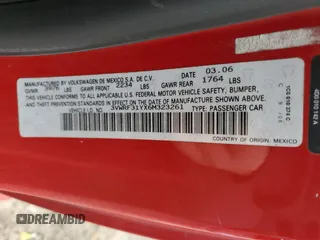 MANUFACTURED BY VOLKSWAGEN DE MEXICO S.A. DE C.V. 03.06
GVWR LBS GAWR FRONT 2234 LBS GAWR REAR 1764 LBS
THIS VEHICLE CONFORMS TO ALL APPLICABLE U.S. FEDERAL MOTOR VEHICLE SAFETY, BUMPER,
AND THEFT PREVENTION STANDARDS IN EFFECT ON THE DATE OF MANUFACTURE SHOWN ABOVE.
VEHICLE I.D. NO.: 3VWRF31YX6M323261 TYPE: PASSENGER CAR
COUNTRY OF ORIGIN, MEXICO
DREAMBID